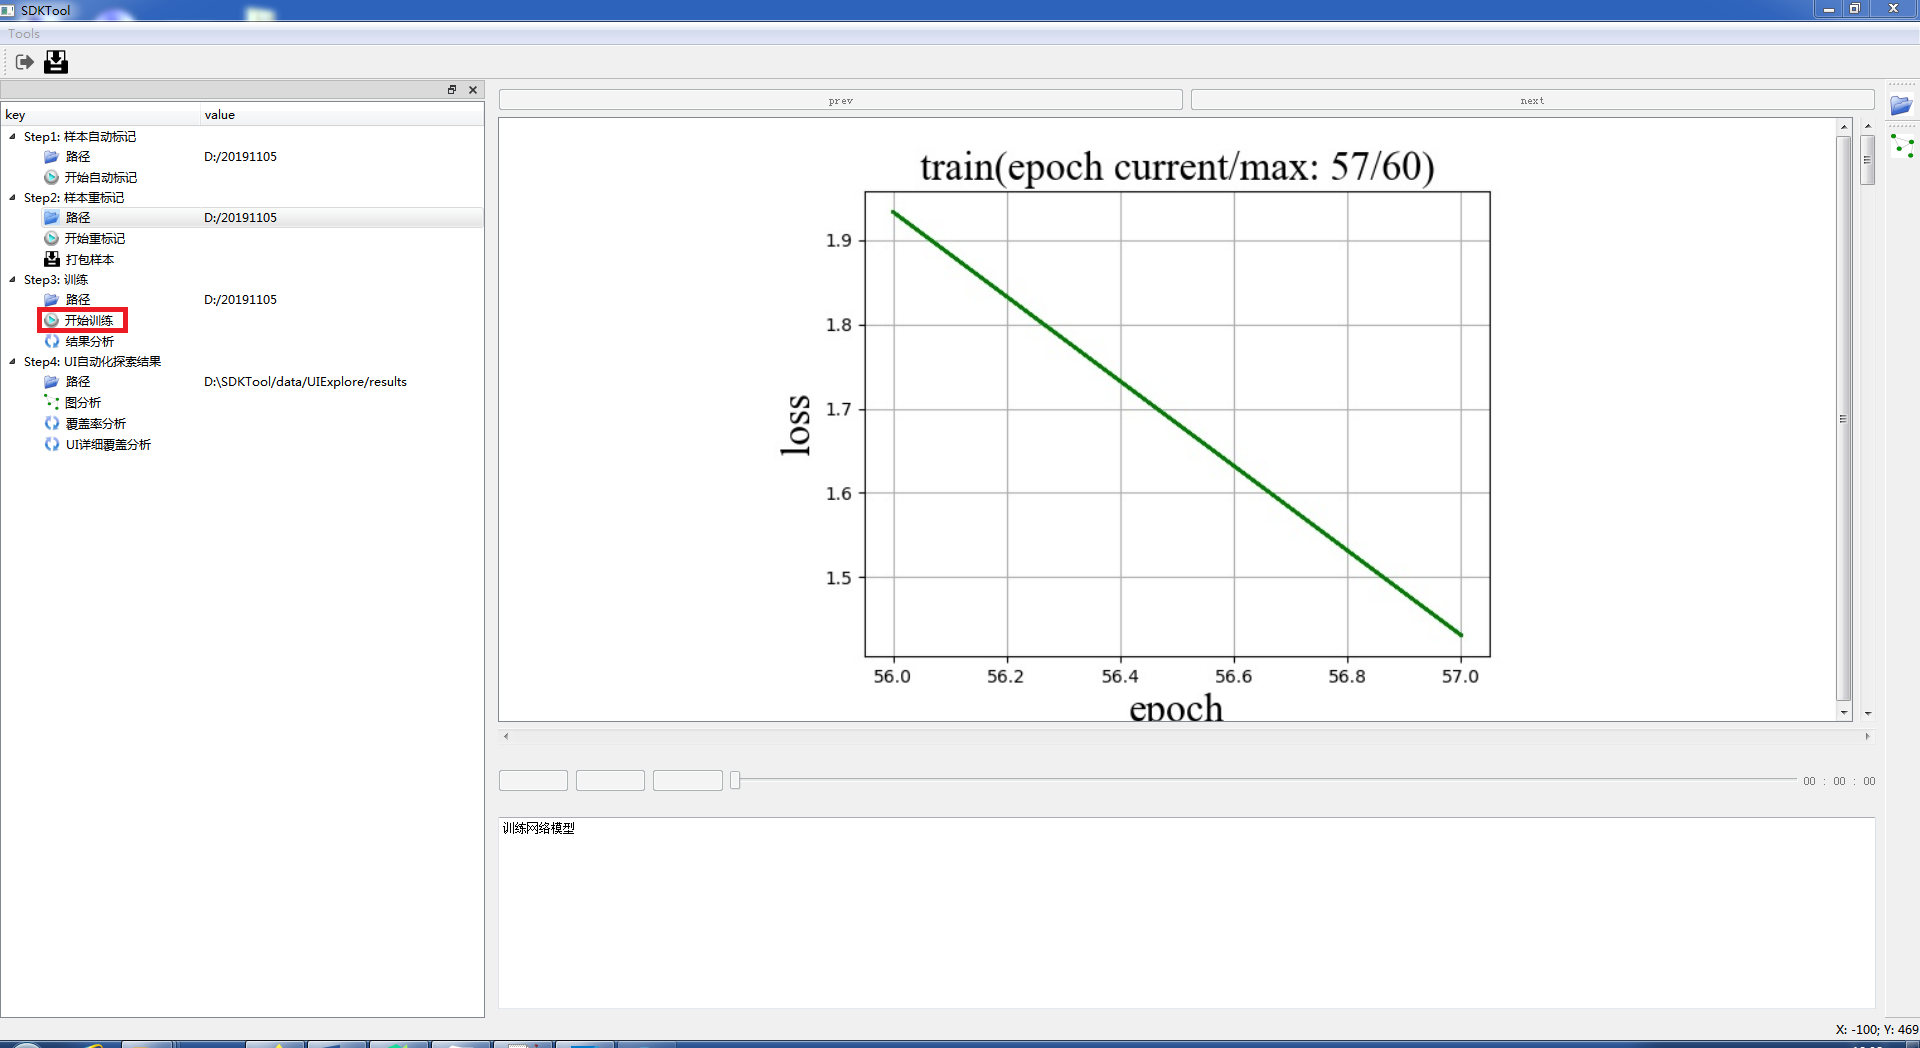 SDKTool
Tools
key value
Step1: 样本自动标记
路径 D:/20191105
开始自动标记
Step2: 样本重标记
路径 D:/20191105
开始重标记
打包样本
Step3: 训练
路径 D:/20191105
开始训练
结果分析
Step4: UI自动化探索结果
路径 D:\SDKTool/data/UIExplore/results
图分析
覆盖率分析
UI详细覆盖分析
prev next
train(epoch current/max: 57/60)
loss
1.9
1.8
1.7
1.6
1.5
56.0 56.2 56.4 56.6 56.8 57.0
epoch
00 : 00 : 00
训练网络模型
X: -100; Y: 469